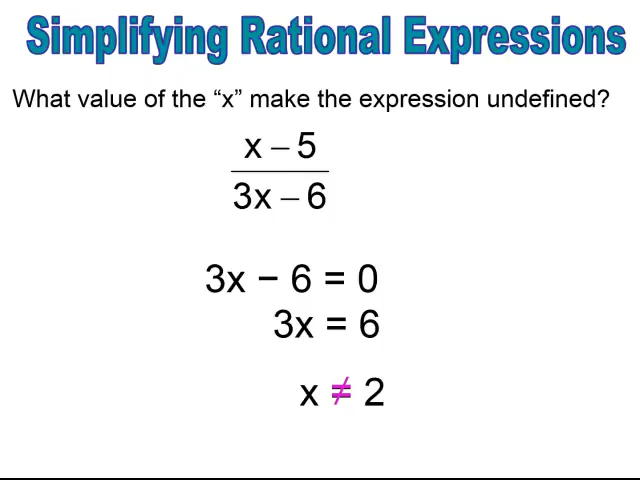 Simplifying Rational Expressions
What value of the “x” make the expression undefined?
x – 5
3x – 6
3x − 6 = 0
3x = 6
x ≠ 2